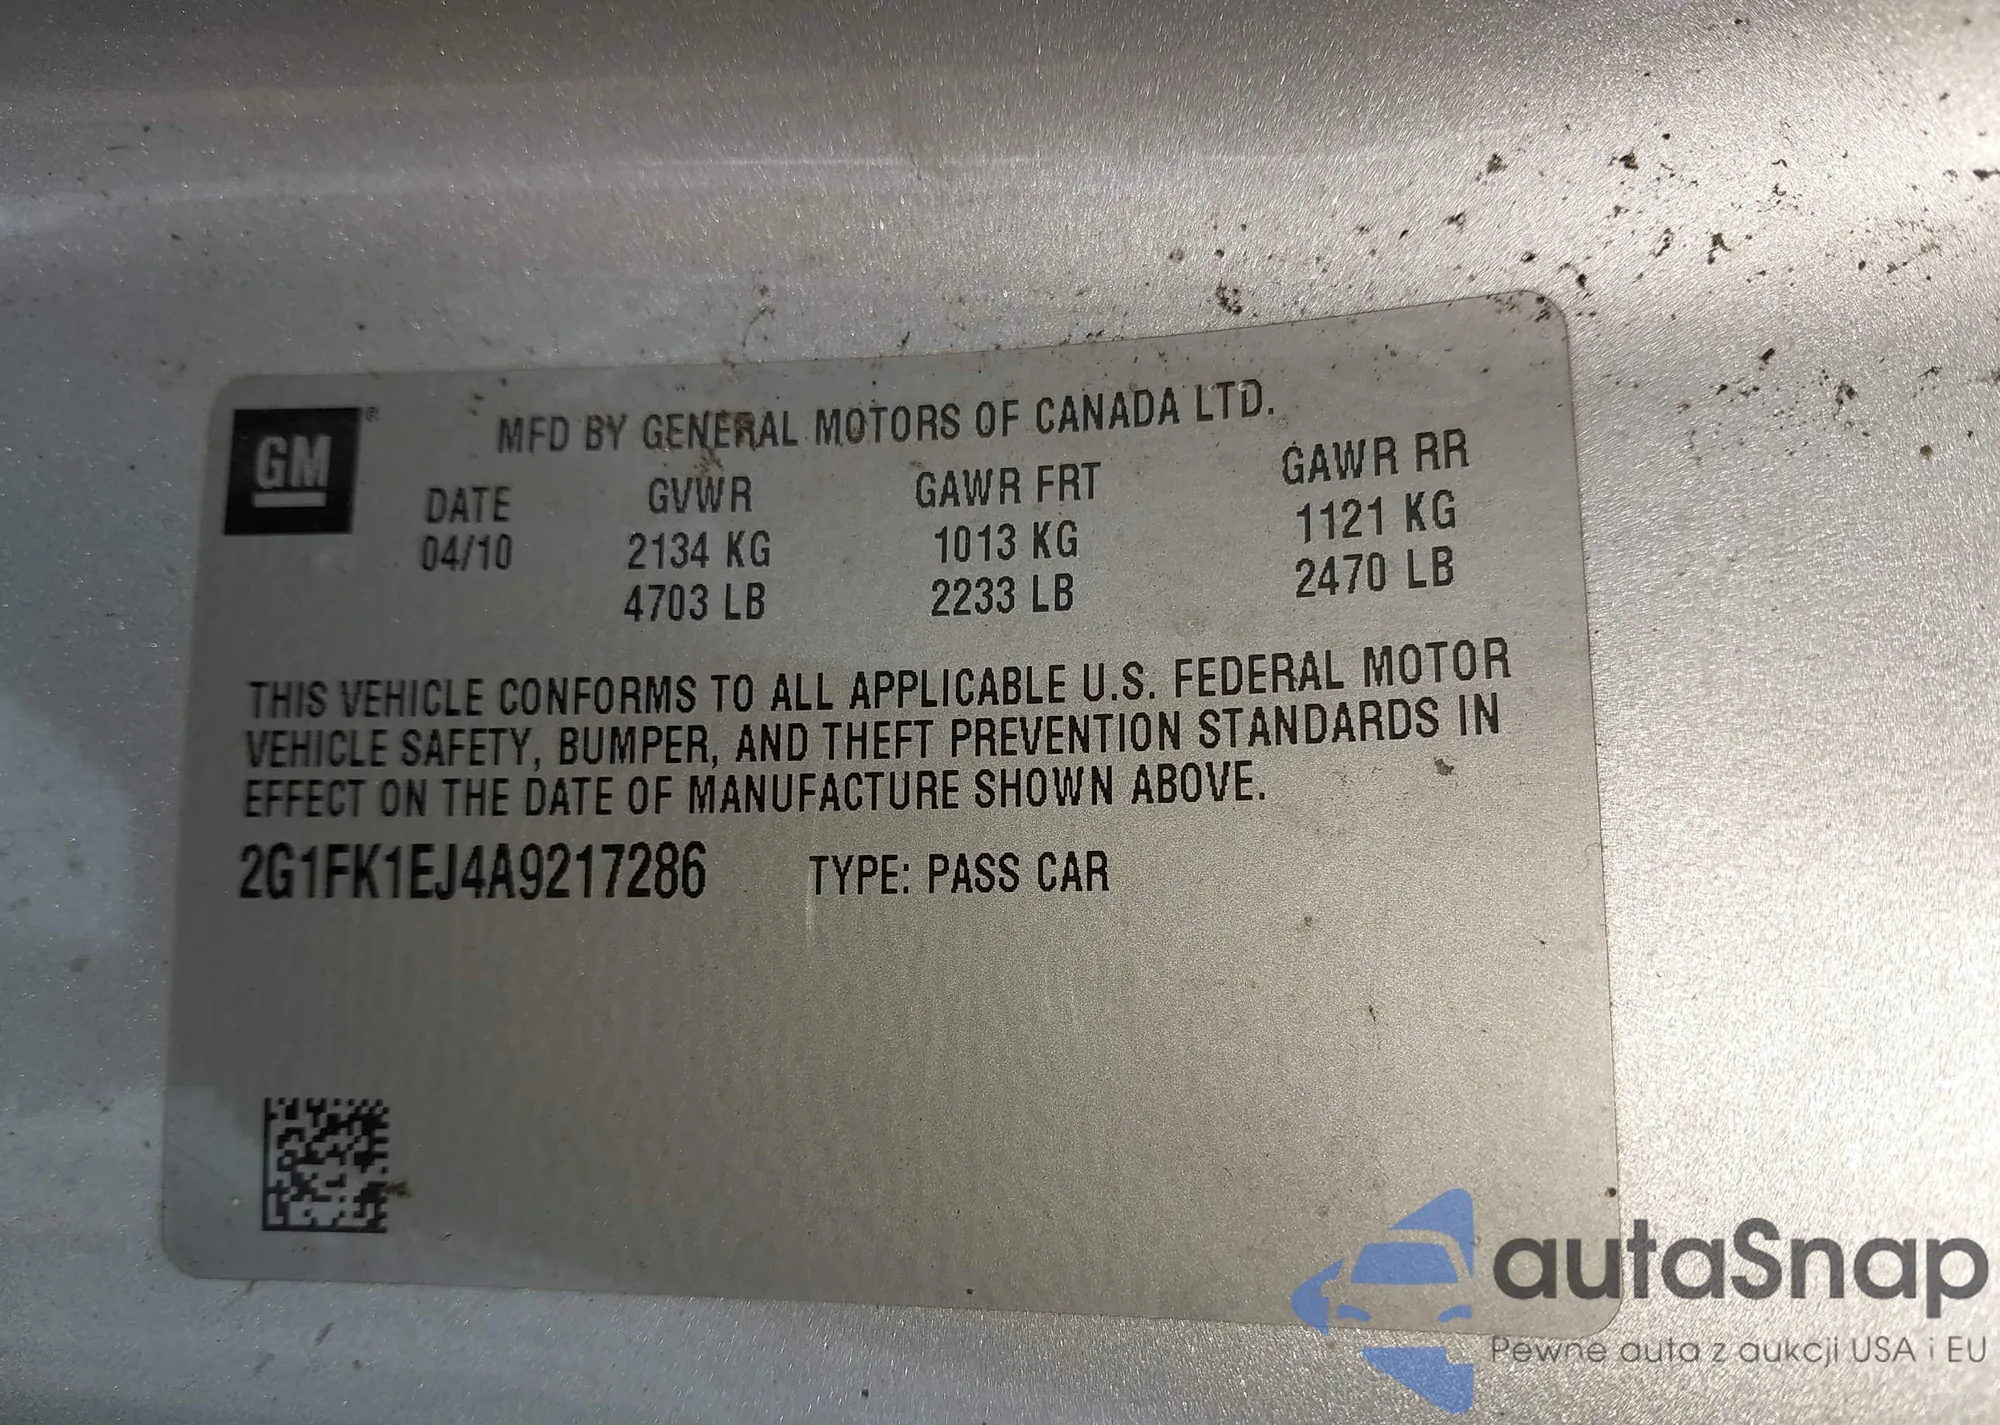 GM®
MFD BY GENERAL MOTORS OF CANADA LTD.
DATE GVWR GAWR FRT GAWR RR
04/10 2134 KG 1013 KG 1121 KG
4703 LB 2233 LB 2470 LB
THIS VEHICLE CONFORMS TO ALL APPLICABLE U.S. FEDERAL MOTOR
VEHICLE SAFETY, BUMPER, AND THEFT PREVENTION STANDARDS IN
EFFECT ON THE DATE OF MANUFACTURE SHOWN ABOVE.
2G1FK1EJ4A9217286 TYPE: PASS CAR
autaSnap
Pewne auta z aukcji USA i EU